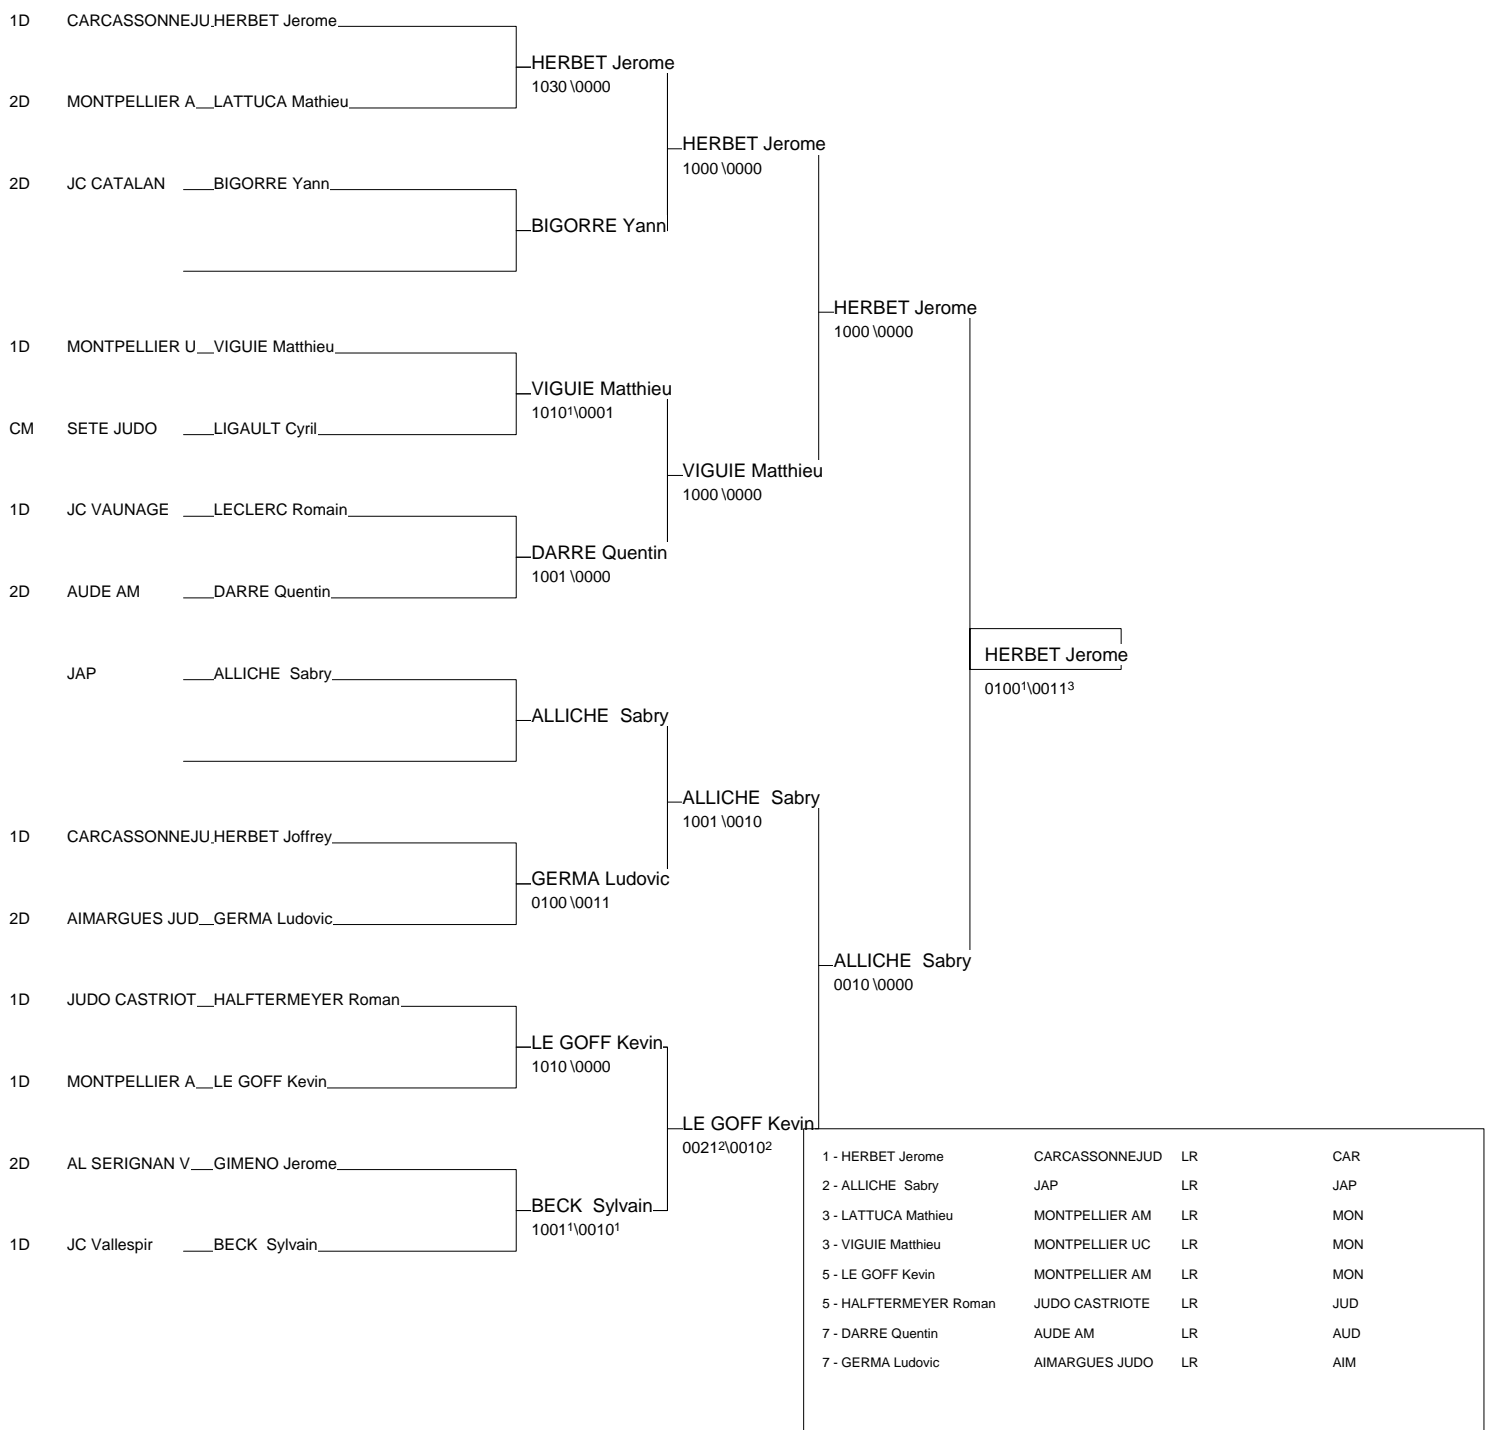 1D CARCASSONNEJU HERBET Jerome
HERBET Jerome
1030 \0000
2D MONTPELLIER A LATTUCA Mathieu
HERBET Jerome
1000 \0000
2D JC CATALAN BIGORRE Yann
BIGORRE Yann
HERBET Jerome
1000 \0000
1D MONTPELLIER U VIGUIE Matthieu
VIGUIE Matthieu
1010¹\0001
CM SETE JUDO LIGAULT Cyril
VIGUIE Matthieu
1000 \0000
1D JC VAUNAGE LECLERC Romain
DARRE Quentin
1001 \0000
2D AUDE AM DARRE Quentin
HERBET Jerome
0100¹\0011³
JAP ALLICHE Sabry
ALLICHE Sabry
ALLICHE Sabry
1001 \0010
1D CARCASSONNEJU HERBET Joffrey
GERMA Ludovic
0100 \0011
2D AIMARGUES JUD GERMA Ludovic
ALLICHE Sabry
0010 \0000
1D JUDO CASTRIOT HALFTERMEYER Roman
LE GOFF Kevin
1010 \0000
1D MONTPELLIER A LE GOFF Kevin
LE GOFF Kevin
0021²\0010²
2D AL SERIGNAN V GIMENO Jerome
BECK Sylvain
1001¹\0010¹
1D JC Vallespir BECK Sylvain
1 - HERBET Jerome CARCASSONNEJUD LR CAR
2 - ALLICHE Sabry JAP LR JAP
3 - LATTUCA Mathieu MONTPELLIER AM LR MON
3 - VIGUIE Matthieu MONTPELLIER UC LR MON
5 - LE GOFF Kevin MONTPELLIER AM LR MON
5 - HALFTERMEYER Roman JUDO CASTRIOTE LR JUD
7 - DARRE Quentin AUDE AM LR AUD
7 - GERMA Ludovic AIMARGUES JUDO LR AIM